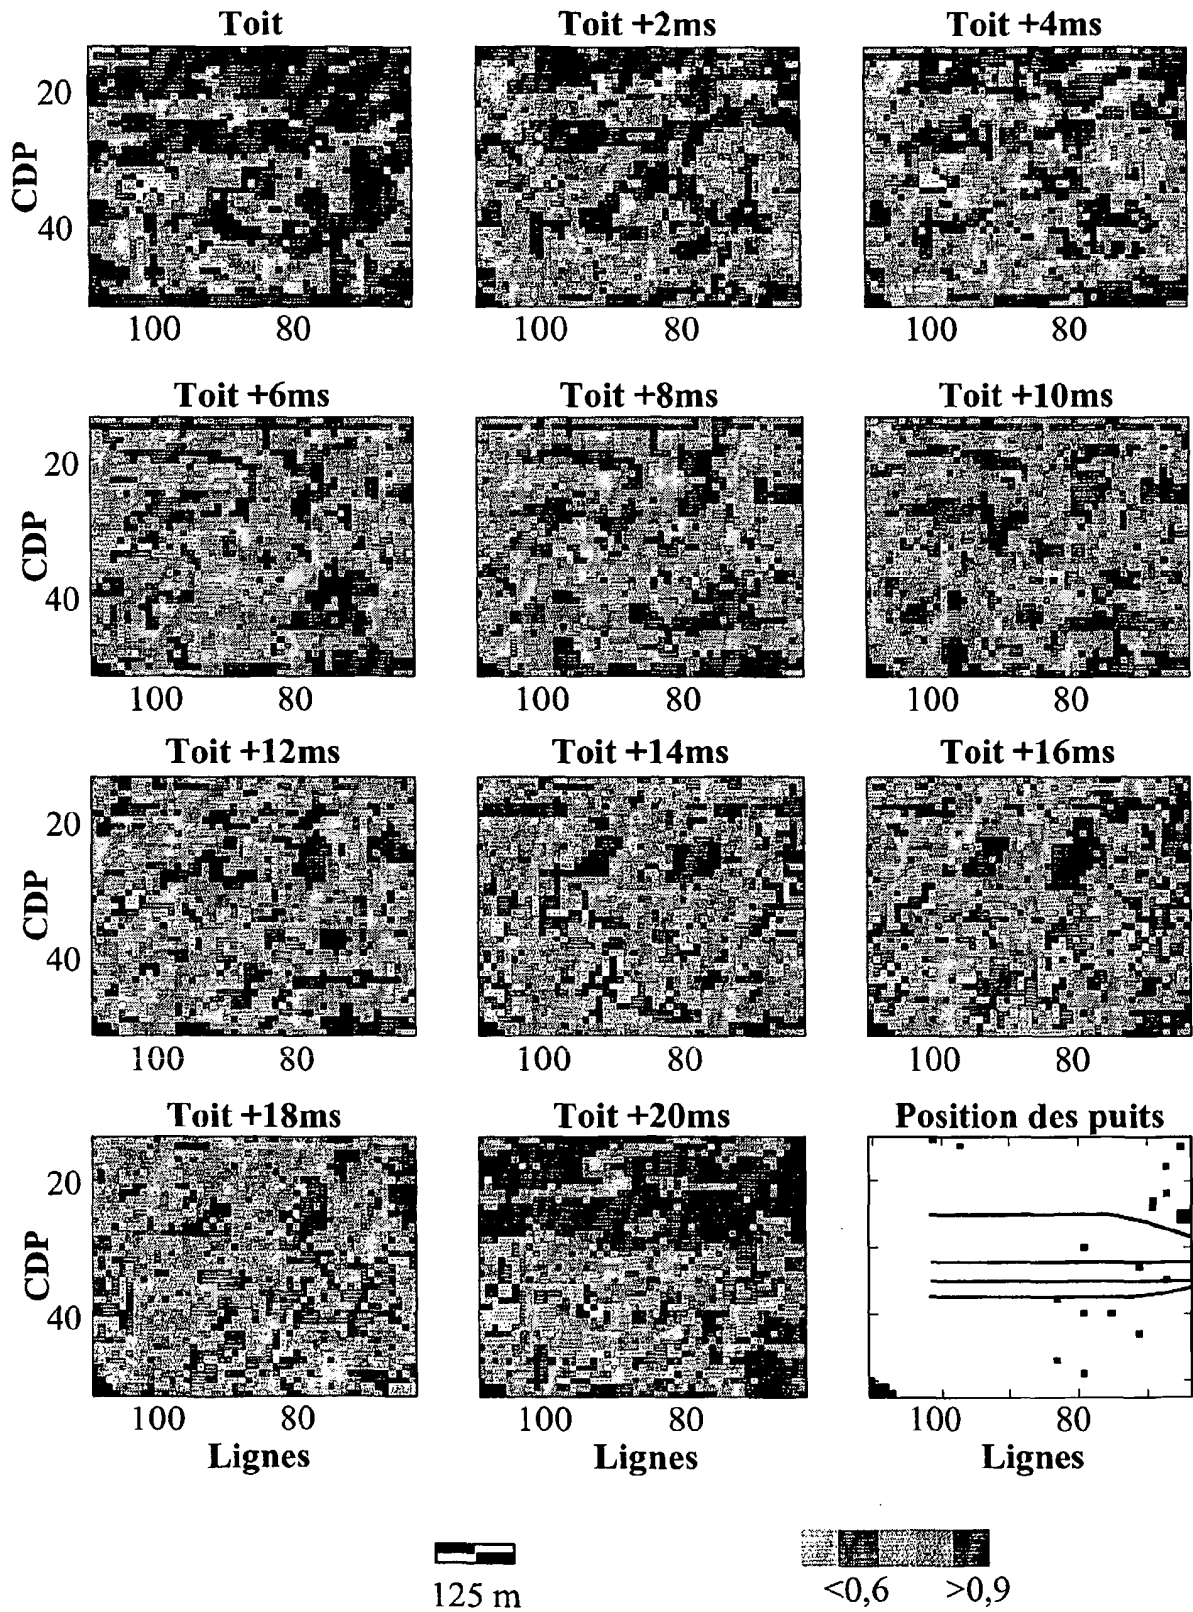 Toit
Toit +2ms
Toit +4ms
20
CDP
40
100 80
100 80
100 80
Toit +6ms
Toit +8ms
Toit +10ms
20
CDP
40
100 80
100 80
100 80
Toit +12ms
Toit +14ms
Toit +16ms
20
CDP
40
100 80
100 80
100 80
Toit +18ms
Toit +20ms
Position des puits
20
CDP
40
100 80
100 80
100 80
Lignes
Lignes
Lignes
125 m
<0,6 >0,9